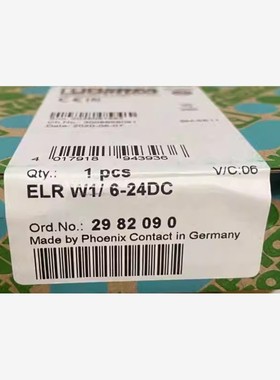 4 017918 943936
Qty.: 1 pcs V/C:06
ELR W1/ 6-24DC
Ord.No.: 29 82 09 0
Made by Phoenix Contact in Germany